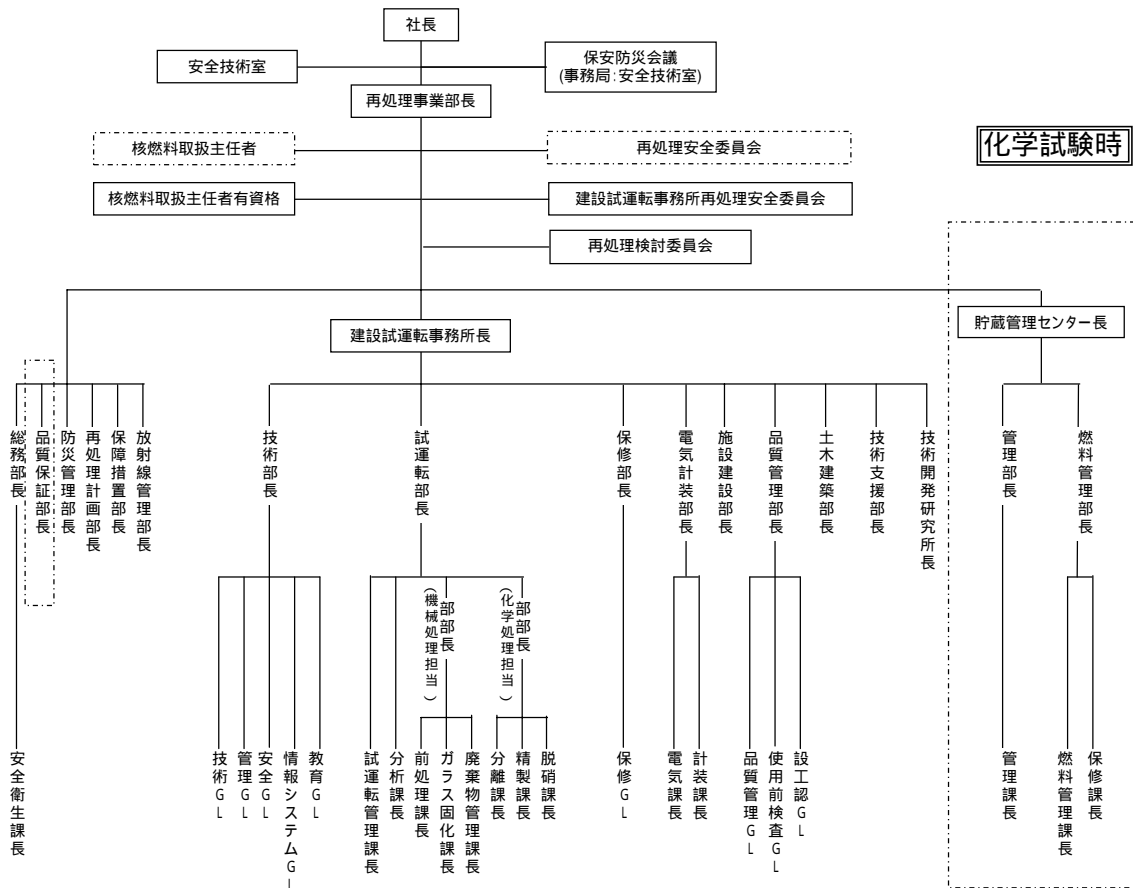 社長
安全技術室
保安防災会議
(事務局:安全技術室)
再処理事業部長
核燃料取扱主任者
再処理安全委員会
化学試験時
核燃料取扱主任者有資格
建設試運転事務所再処理安全委員会
再処理検討委員会
建設試運転事務所長
貯蔵管理センター長
総務部長
品質保証部長
防災管理部長
再処理計画部長
保障措置部長
放射線管理部長
技術部長
試運転部長
保修部長
電気計装部長
施設建設部長
品質管理部長
土木建築部長
技術支援部長
技術開発研究所長
管理部長
燃料管理部長
部部長
(機械処理担当)
部部長
(化学処理担当)
安全衛生課長
技術GL
管理GL
安全GL
情報システムGL
教育GL
試運転管理課長
分析課長
前処理課長
ガラス固化課長
廃棄物管理課長
分離課長
精製課長
脱硝課長
保修GL
電気課長
計装課長
品質管理GL
使用前検査GL
設工認GL
管理課長
燃料管理課長
保修課長